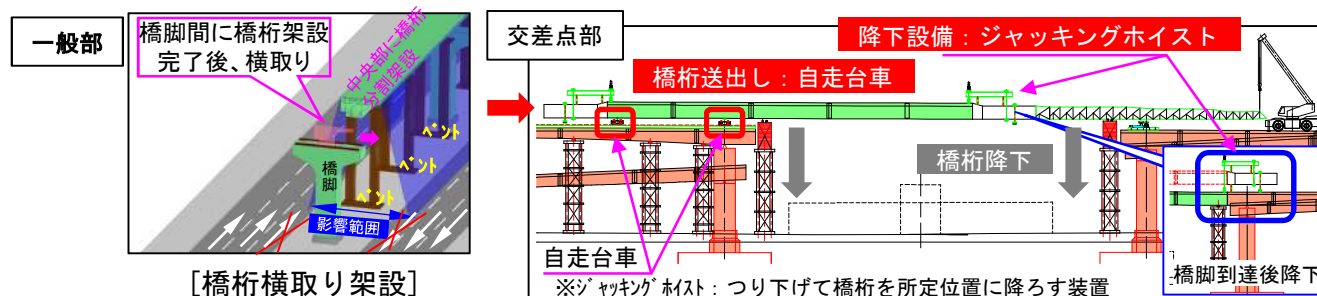 一般部
橋脚間に橋桁架設
完了後、横取り
中央部に橋桁
分割架設
ベント
ベント
ベント
橋脚
影響範囲
[橋桁横取り架設]
交差点部
降下設備：ジャッキングホイスト
橋桁送出し：自走台車
橋桁降下
自走台車
橋脚到達後降下
※ジャッキングホイスト：つり下げて橋桁を所定位置に降ろす装置